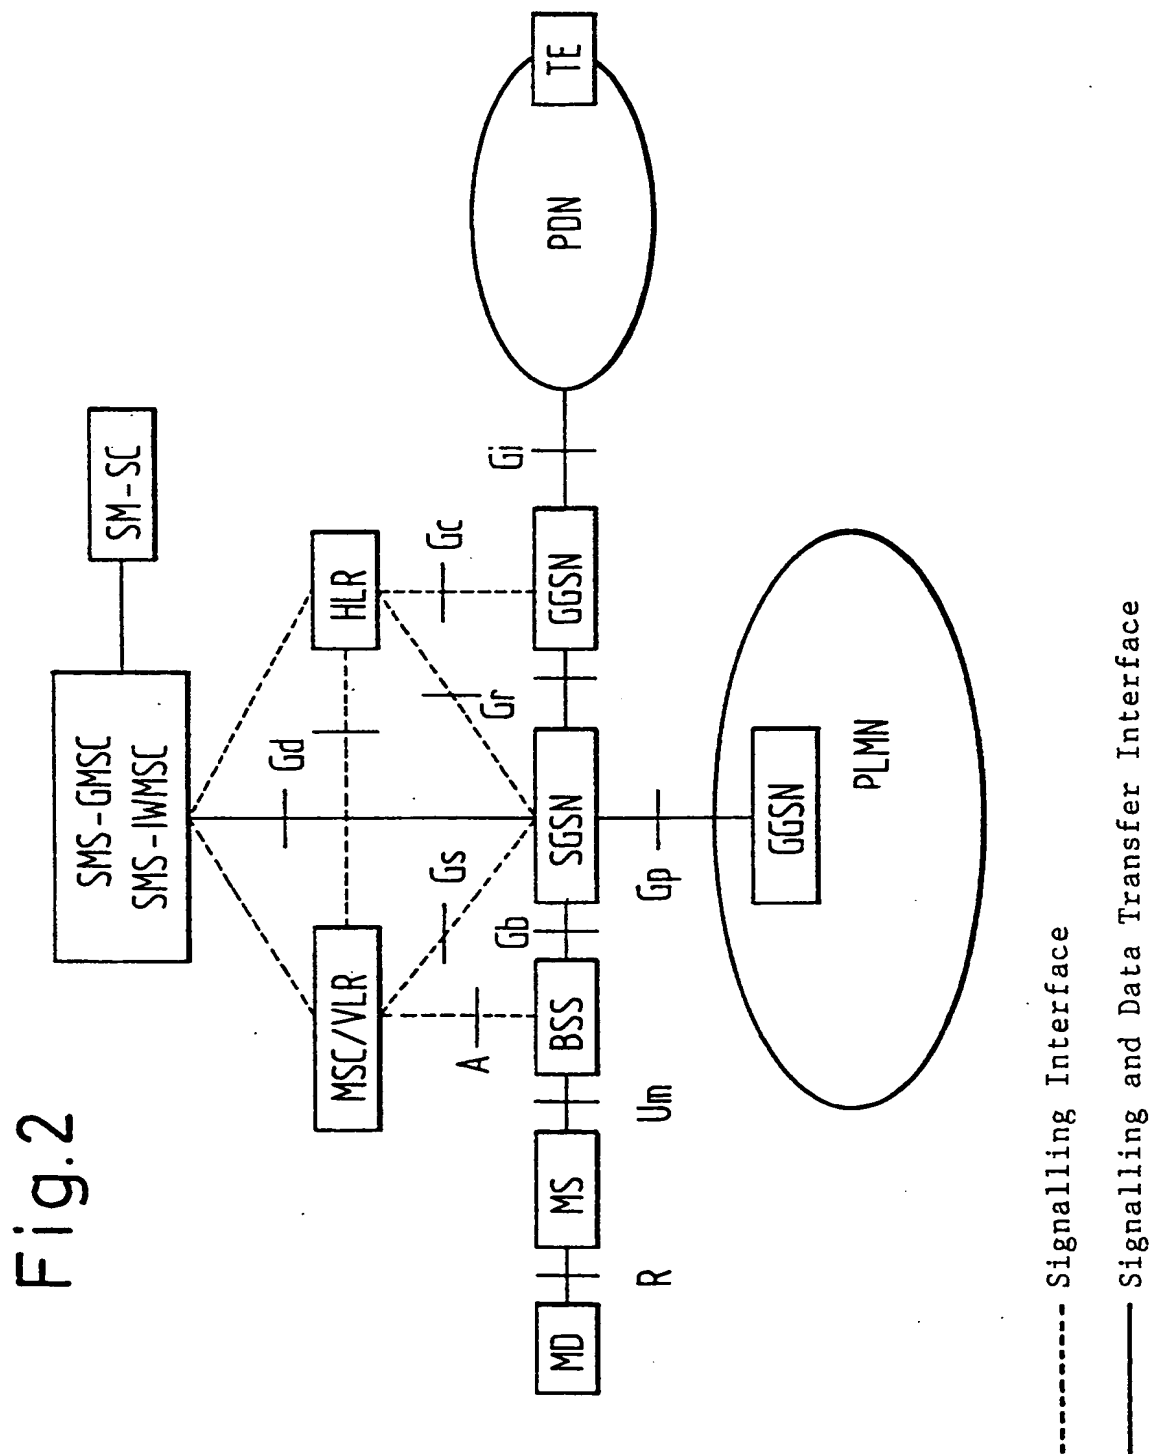 Fig.2
SMS-GMSC
SMS-IWMSC
SM-SC
Gd
MSC/VLR
HLR
A
Gs
Gr
Gc
MD
MS
BSS
Gb
SGSN
GGSN
Gi
PDN
TE
R
Um
Gp
GGSN
PLMN
Signalling Interface
Signalling and Data Transfer Interface